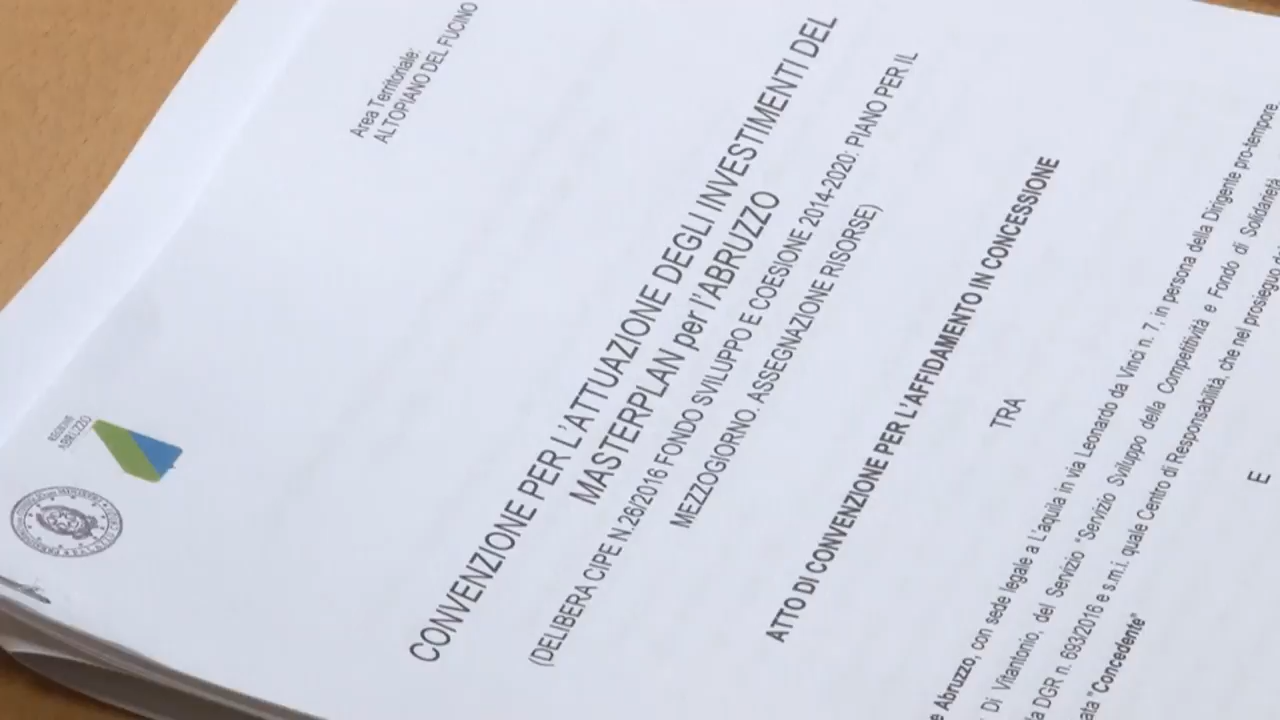 REGIONE
ABRUZZO
Area Territoriale:
ALTOPIANO DEL FUCINO
CONVENZIONE PER L'ATTUAZIONE DEGLI INVESTIMENTI DEL
MASTERPLAN per l'ABRUZZO
(DELIBERA CIPE N.26/2016 FONDO SVILUPPO E COESIONE 2014-2020: PIANO PER IL
MEZZOGIORNO. ASSEGNAZIONE RISORSE)
ATTO DI CONVENZIONE PER L'AFFIDAMENTO IN CONCESSIONE
TRA
e Abruzzo, con sede legale a L'aquila in via Leonardo da Vinci n. 7, in persona della Dirigente pro-tempore
Di Vitantonio, del Servizio "Servizio Sviluppo della Competitività e Fondo di Solidarietà
a DGR n. 693/2016 e s.m.i. quale Centro di Responsabilità, che nel prosieguo
ata "Concedente"
E